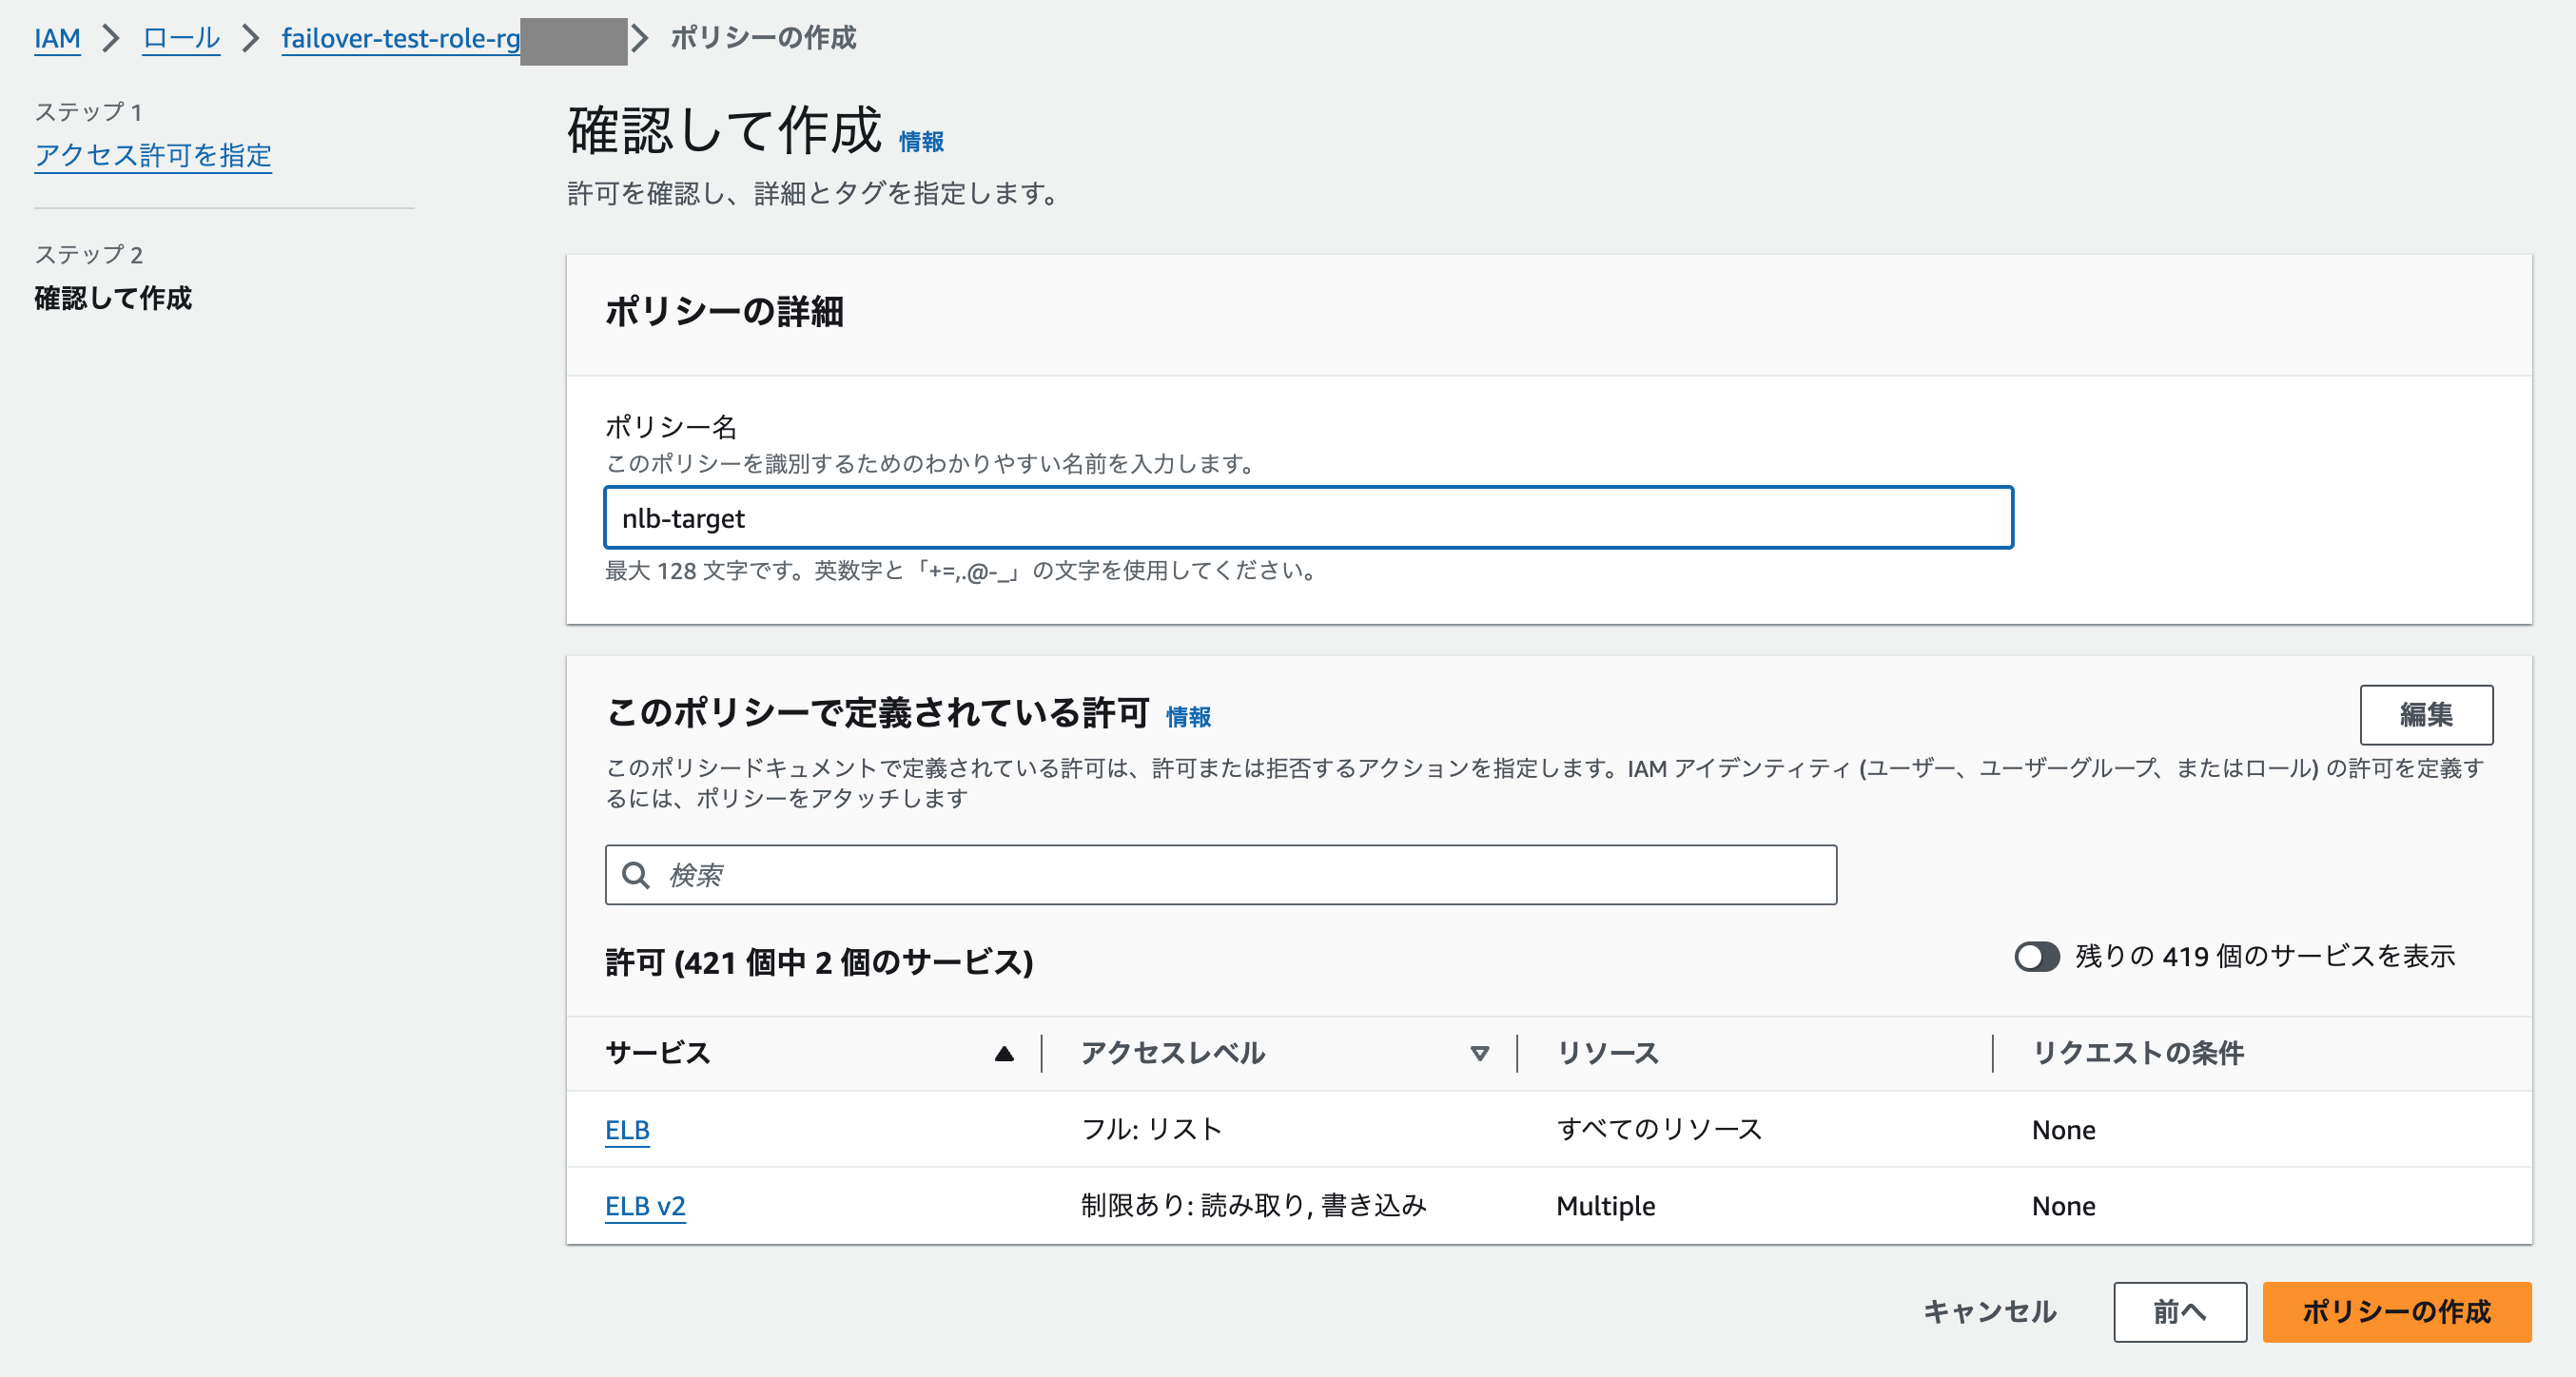 IAM ロール failover-test-role-rg ポリシーの作成
ステップ 1
アクセス許可を指定
ステップ 2
確認して作成
確認して作成 情報
許可を確認し、詳細とタグを指定します。
ポリシーの詳細
ポリシー名
このポリシーを識別するためのわかりやすい名前を入力します。
nlb-target
最大 128 文字です。英数字と「+=,.@-_」の文字を使用してください。
このポリシーで定義されている許可 情報
編集
このポリシードキュメントで定義されている許可は、許可または拒否するアクションを指定します。IAM アイデンティティ (ユーザー、ユーザーグループ、またはロール) の許可を定義す
るには、ポリシーをアタッチします
検索
許可 (421 個中 2 個のサービス)
残りの 419 個のサービスを表示
サービス アクセスレベル リソース リクエストの条件
ELB フル: リスト すべてのリソース None
ELB v2 制限あり: 読み取り, 書き込み Multiple None
キャンセル 前へ ポリシーの作成